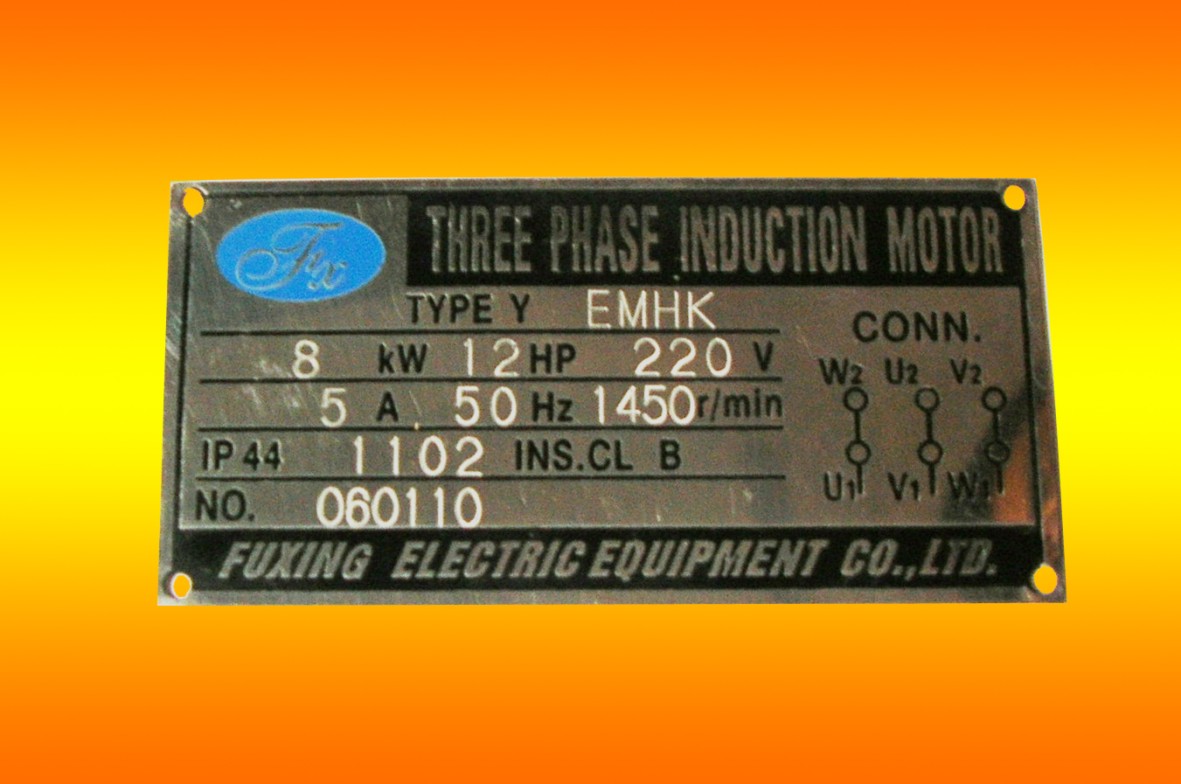 Fx
THREE PHASE INDUCTION MOTOR
TYPE Y EMHK
8 kW 12 HP 220 V
5 A 50 Hz 1450 r/min
IP 44 1102 INS.CL B
NO. 060110
CONN.
W2 U2 V2
U1 V1 W1
FUXING ELECTRIC EQUIPMENT CO.,LTD.